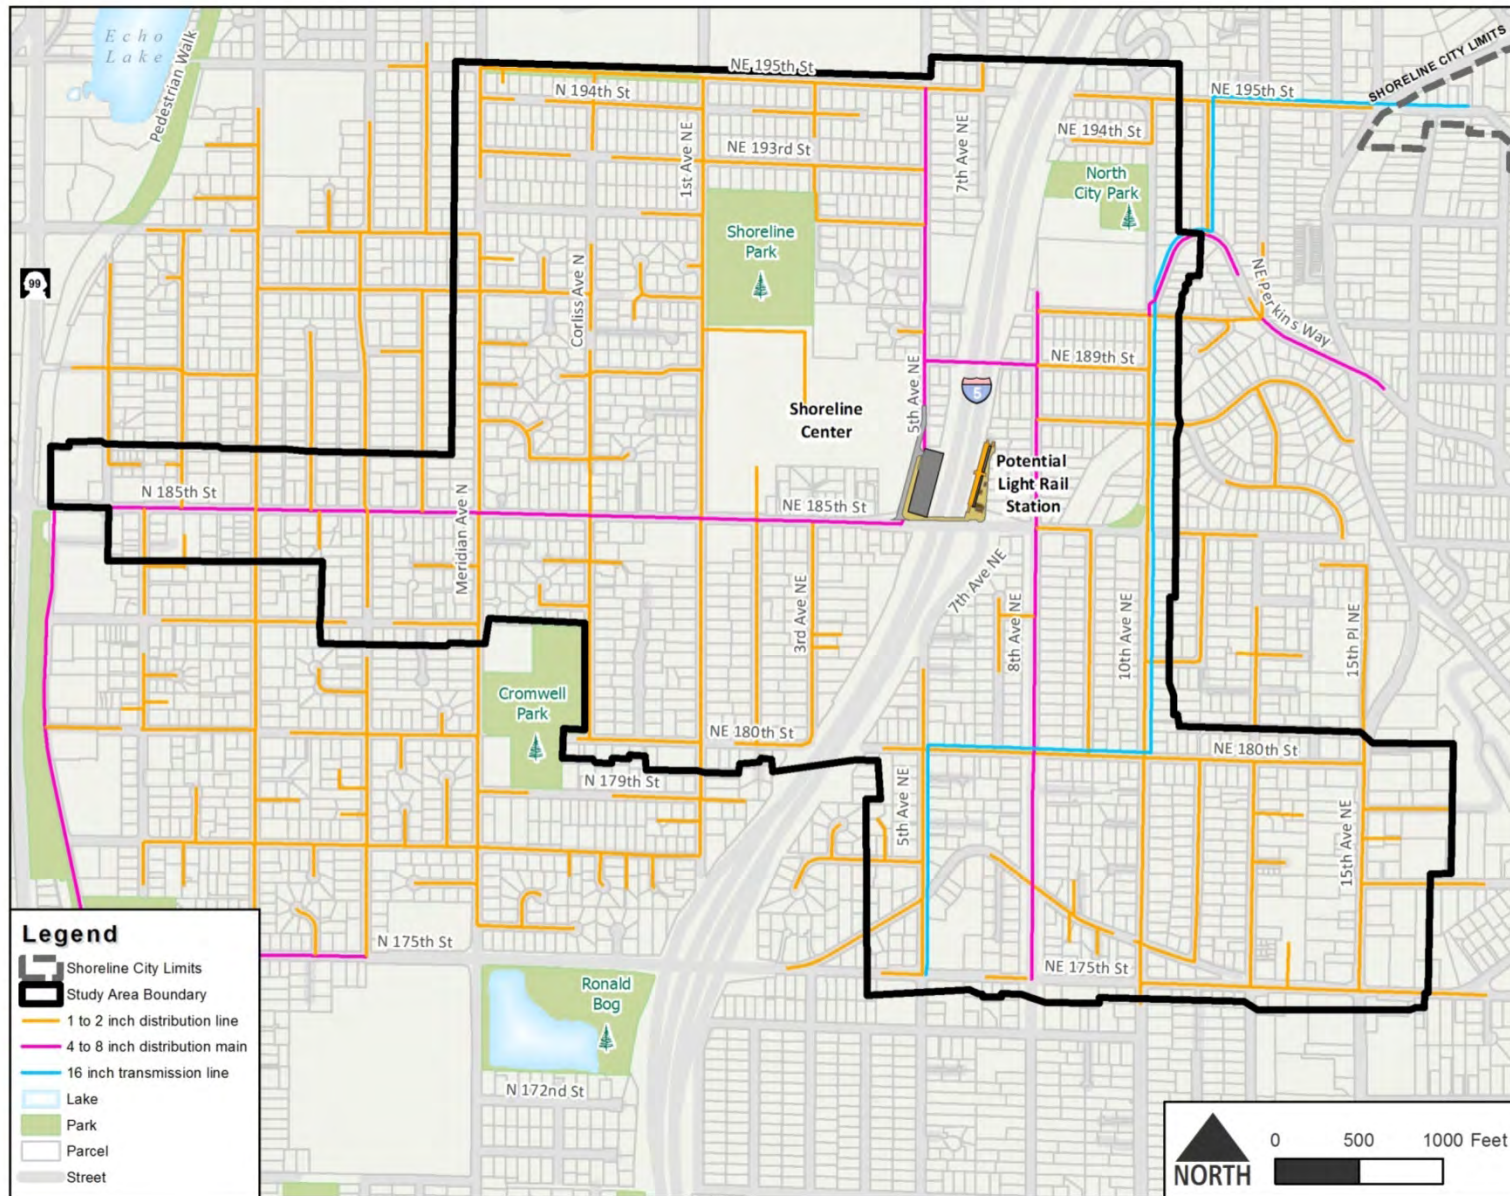 Echo
Lake
Pedestrian Walk
SHORELINE CITY LIMITS
NE 195th St
N 194th St
NE 195th St
NE 194th St
1st Ave NE
NE 193rd St
7th Ave NE
North
City Park
Shoreline
Park
99
Corliss Ave N
NE Perkins Way
NE 189th St
5
5th Ave NE
Shoreline
Center
Potential
Light Rail
Station
N 185th St
NE 185th St
Meridian Ave N
7th Ave NE
3rd Ave NE
8th Ave NE
10th Ave NE
15th Pl NE
Cromwell
Park
NE 180th St
NE 180th St
N 179th St
5th Ave NE
15th Ave NE
N 175th St
NE 175th St
Ronald
Bog
N 172nd St
Legend
Shoreline City Limits
Study Area Boundary
1 to 2 inch distribution line
4 to 8 inch distribution main
16 inch transmission line
Lake
Park
Parcel
Street
NORTH
0 500 1000 Feet